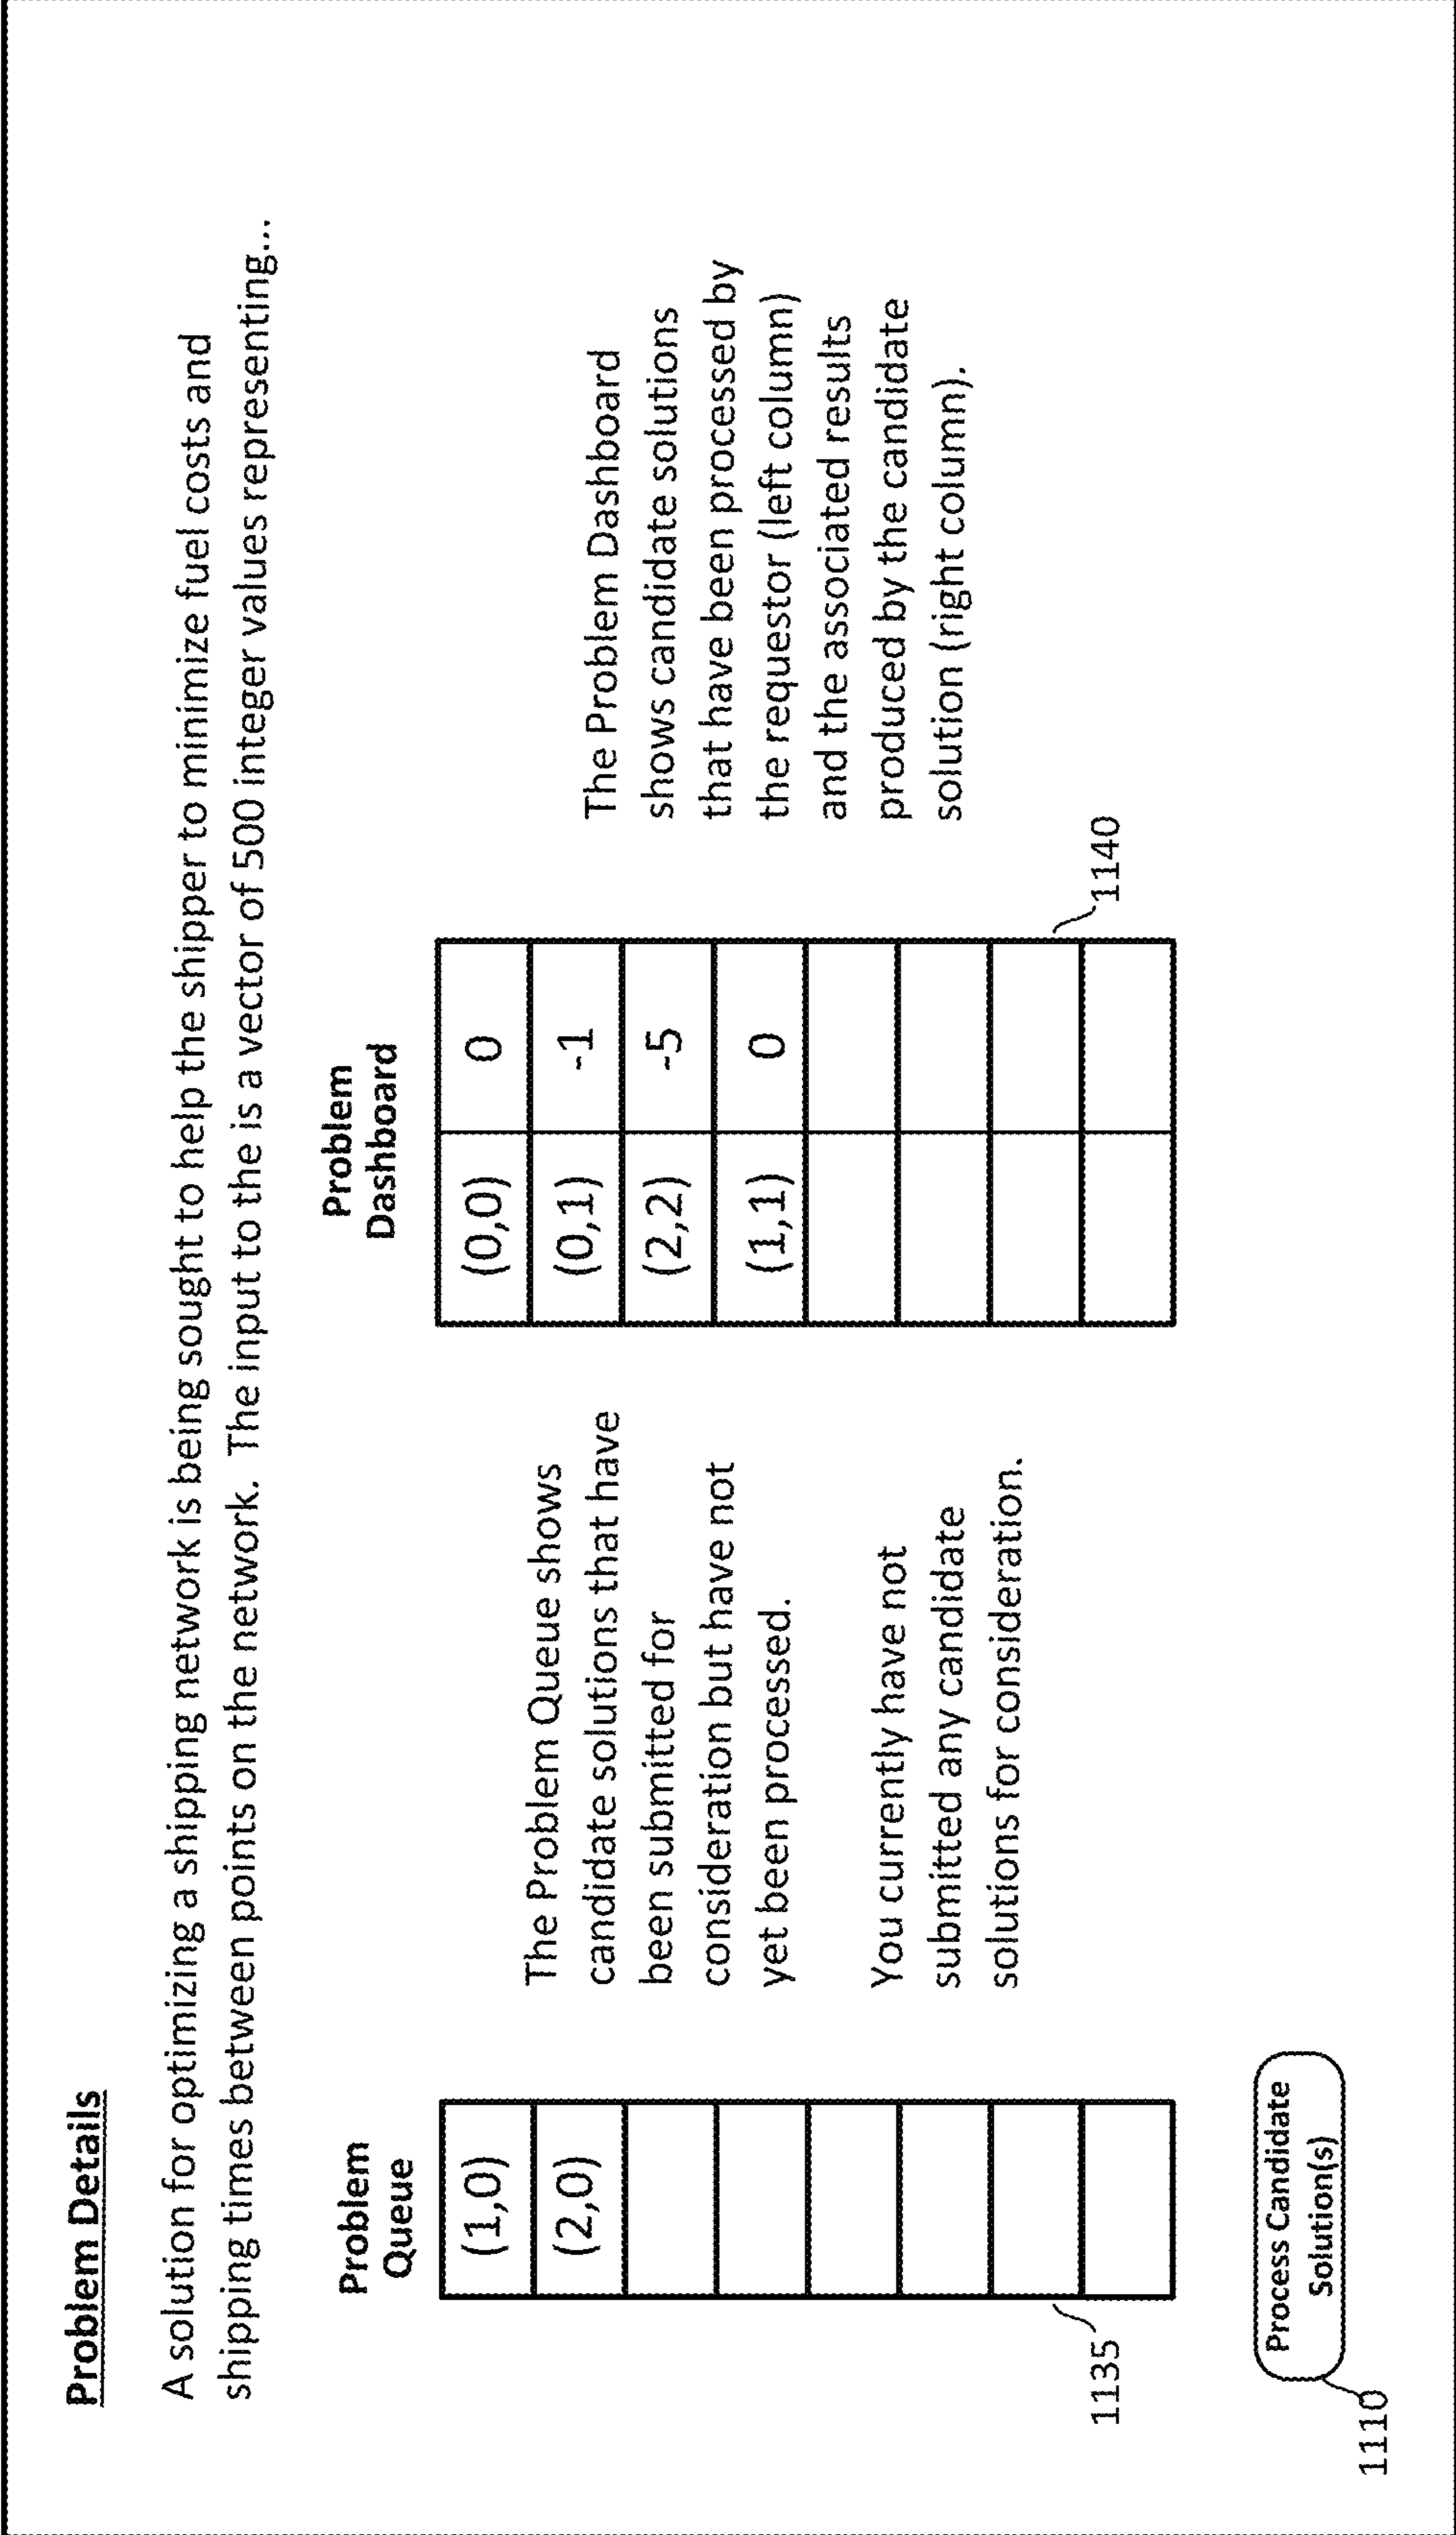 Problem Details
A solution for optimizing a shipping network is being sought to help the shipper to minimize fuel costs and
shipping times between points on the network.  The input to the is a vector of 500 integer values representing...
Problem
Queue
(1,0)
(2,0)
1135
The Problem Queue shows
candidate solutions that have
been submitted for
consideration but have not
yet been processed.
You currently have not
submitted any candidate
solutions for consideration.
Problem
Dashboard
(0,0) 0
(0,1) -1
(2,2) -5
(1,1) 0
1140
The Problem Dashboard
shows candidate solutions
that have been processed by
the requestor (left column)
and the associated results
produced by the candidate
solution (right column).
Process Candidate
Solution(s)
1110